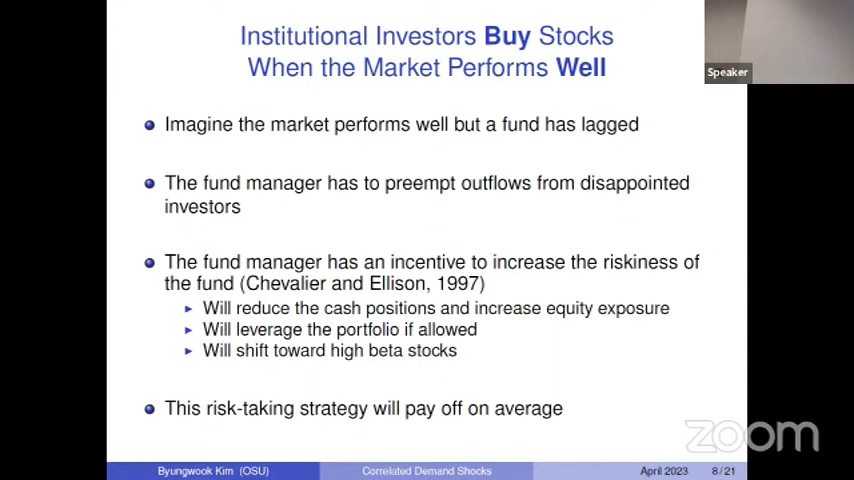 Institutional Investors Buy Stocks
When the Market Performs Well
Speaker
Imagine the market performs well but a fund has lagged
The fund manager has to preempt outflows from disappointed
investors
The fund manager has an incentive to increase the riskiness of
the fund (Chevalier and Ellison, 1997)
Will reduce the cash positions and increase equity exposure
Will leverage the portfolio if allowed
Will shift toward high beta stocks
This risk-taking strategy will pay off on average
zoom
Byungwook Kim (OSU) Correlated Demand Shocks April 2023 8/21